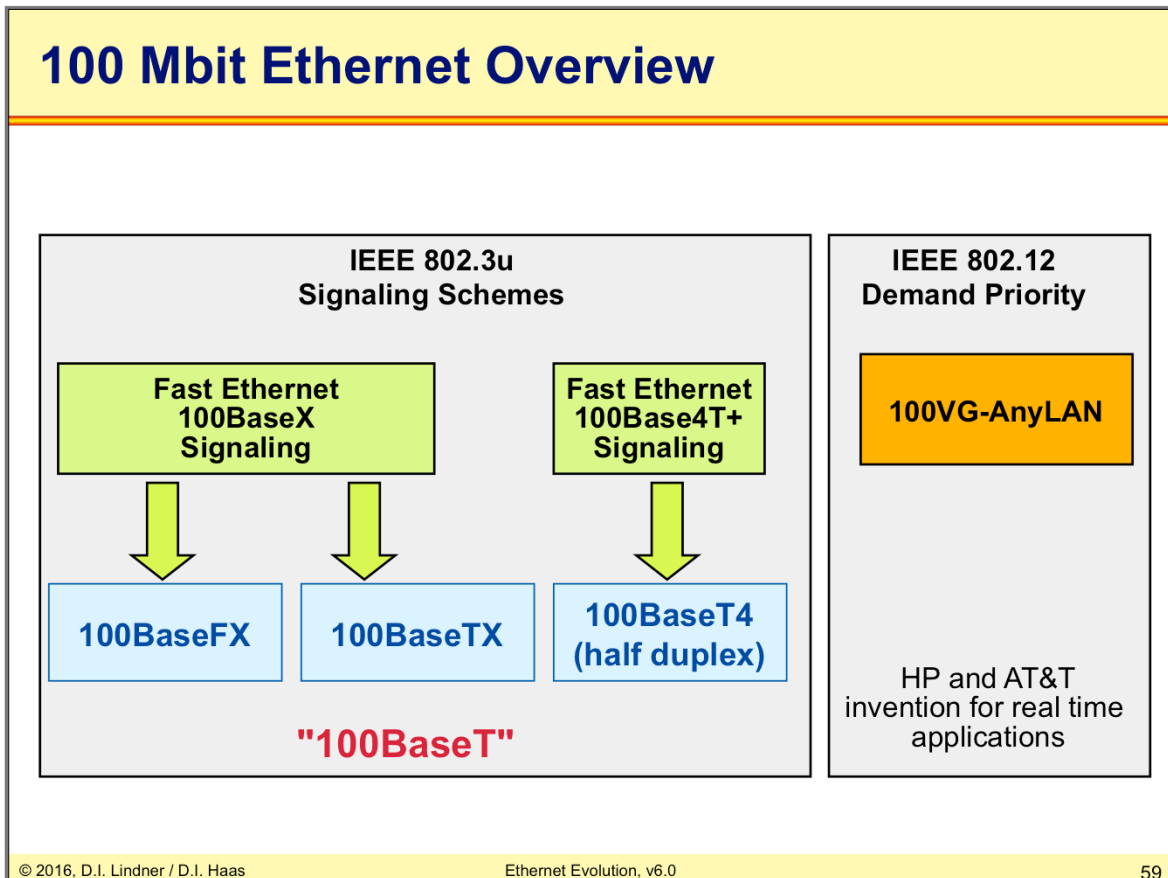 100 Mbit Ethernet Overview
IEEE 802.3u
Signaling Schemes
Fast Ethernet
100BaseX
Signaling
Fast Ethernet
100Base4T+
Signaling
100BaseFX
100BaseTX
100BaseT4
(half duplex)
"100BaseT"
IEEE 802.12
Demand Priority
100VG-AnyLAN
HP and AT&T
invention for real time
applications
© 2016, D.I. Lindner / D.I. Haas
Ethernet Evolution, v6.0
59